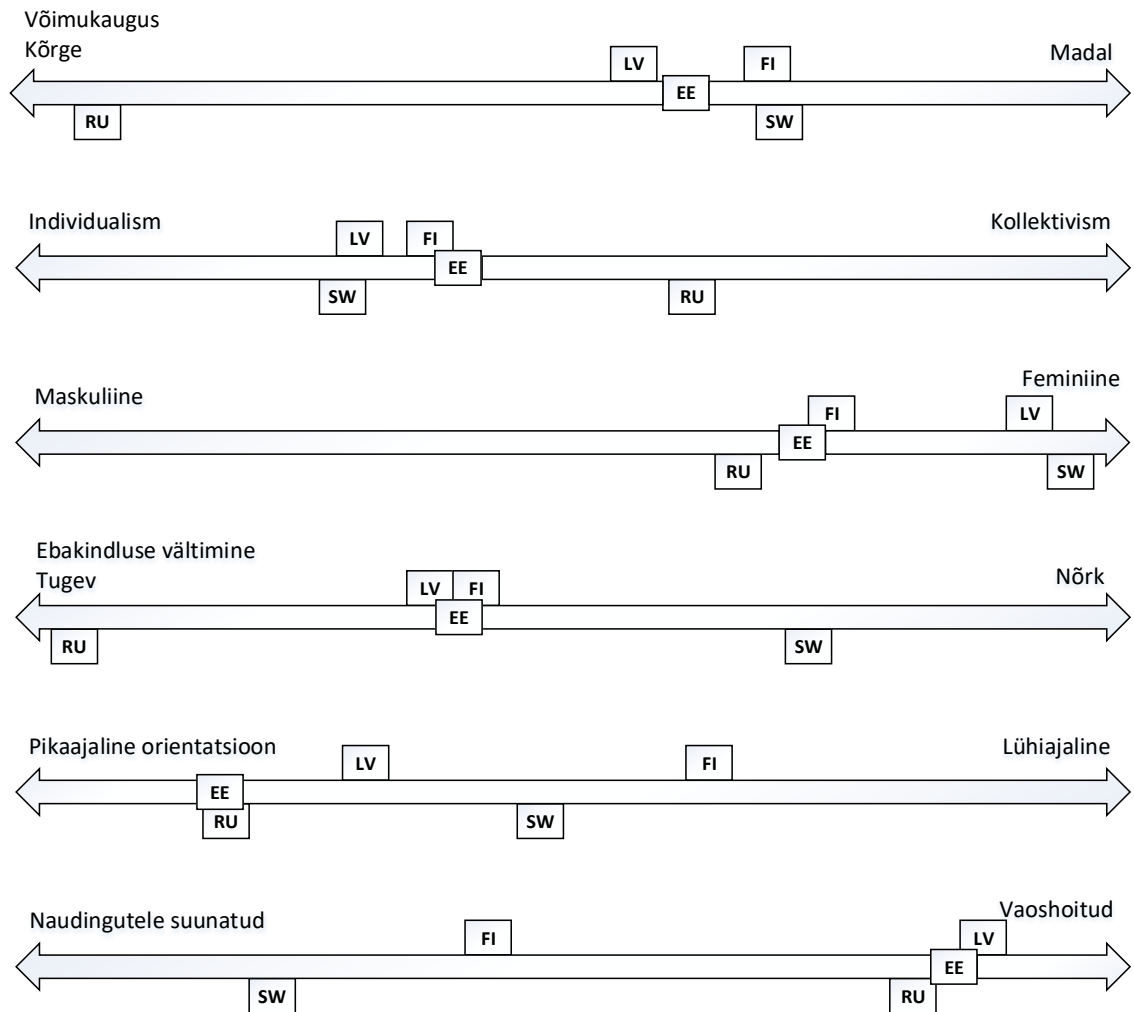 Võimukaugus
Kõrge
Madal
LV
FI
EE
RU
SW
Individualism
Kollektivism
LV
FI
EE
SW
RU
Maskuliine
Feminiine
FI
LV
EE
RU
SW
Ebakindluse vältimine
Tugev
Nõrk
LV
FI
EE
RU
SW
Pikaajaline orientatsioon
Lühiajaline
LV
FI
EE
RU
SW
Naudingutele suunatud
Vaoshoitud
FI
LV
EE
SW
RU